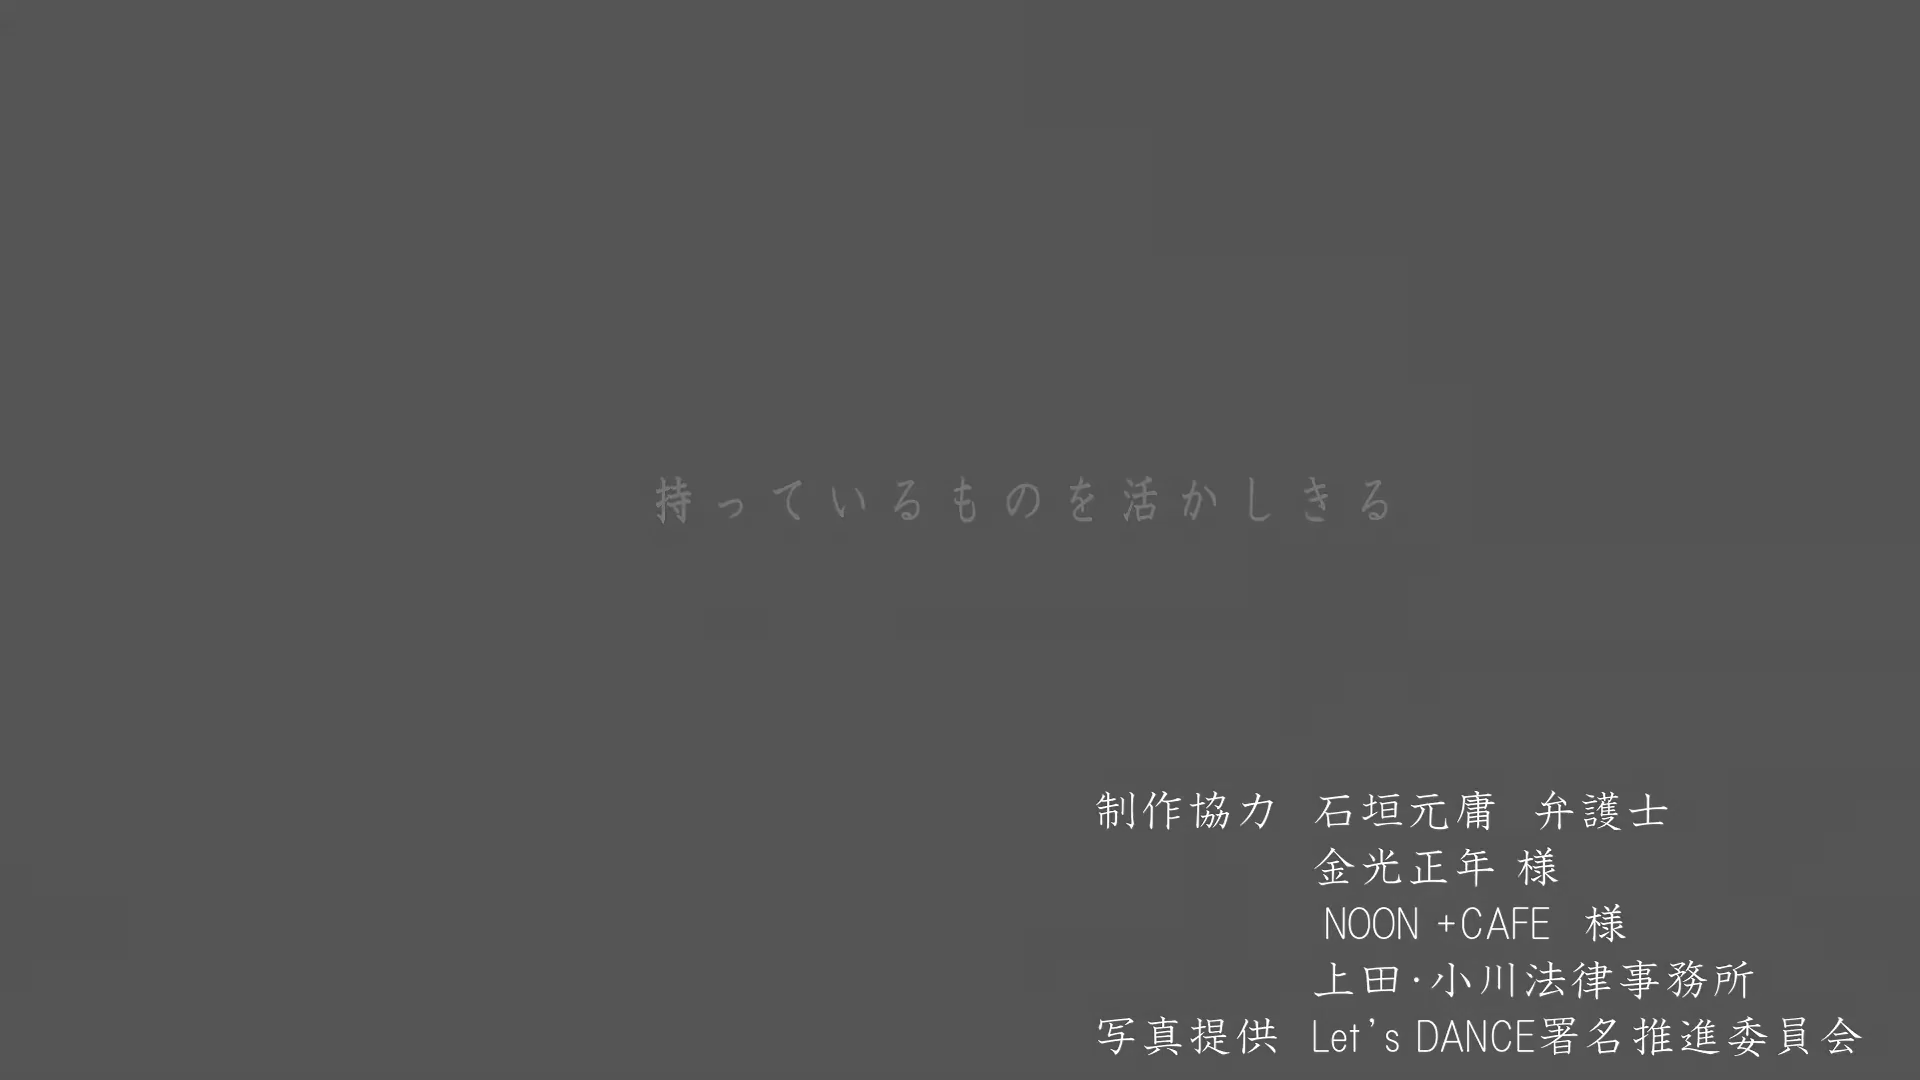 持っているものを活かしきる
制作協力　石垣元庸　弁護士
金光正年 様
NOON +CAFE　様
上田・小川法律事務所
写真提供　Let's DANCE署名推進委員会